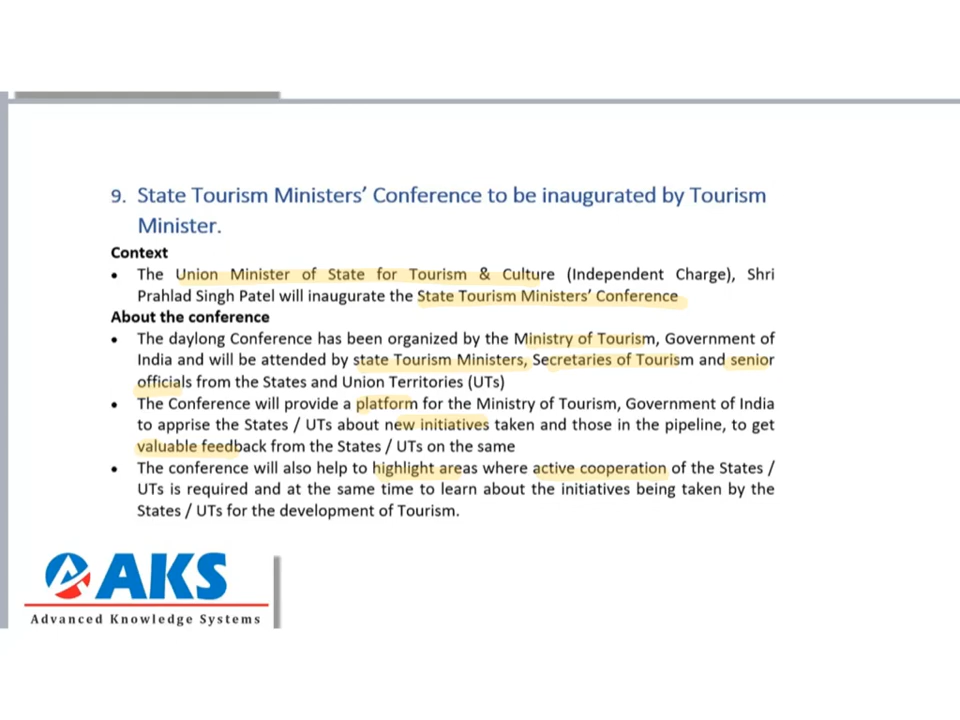 9. State Tourism Ministers’ Conference to be inaugurated by Tourism
Minister.
Context
• The Union Minister of State for Tourism & Culture (Independent Charge), Shri
Prahlad Singh Patel will inaugurate the State Tourism Ministers’ Conference
About the conference
• The daylong Conference has been organized by the Ministry of Tourism, Government of
India and will be attended by state Tourism Ministers, Secretaries of Tourism and senior
officials from the States and Union Territories (UTs)
• The Conference will provide a platform for the Ministry of Tourism, Government of India
to apprise the States / UTs about new initiatives taken and those in the pipeline, to get
valuable feedback from the States / UTs on the same
• The conference will also help to highlight areas where active cooperation of the States /
UTs is required and at the same time to learn about the initiatives being taken by the
States / UTs for the development of Tourism.
AKS
Advanced Knowledge Systems